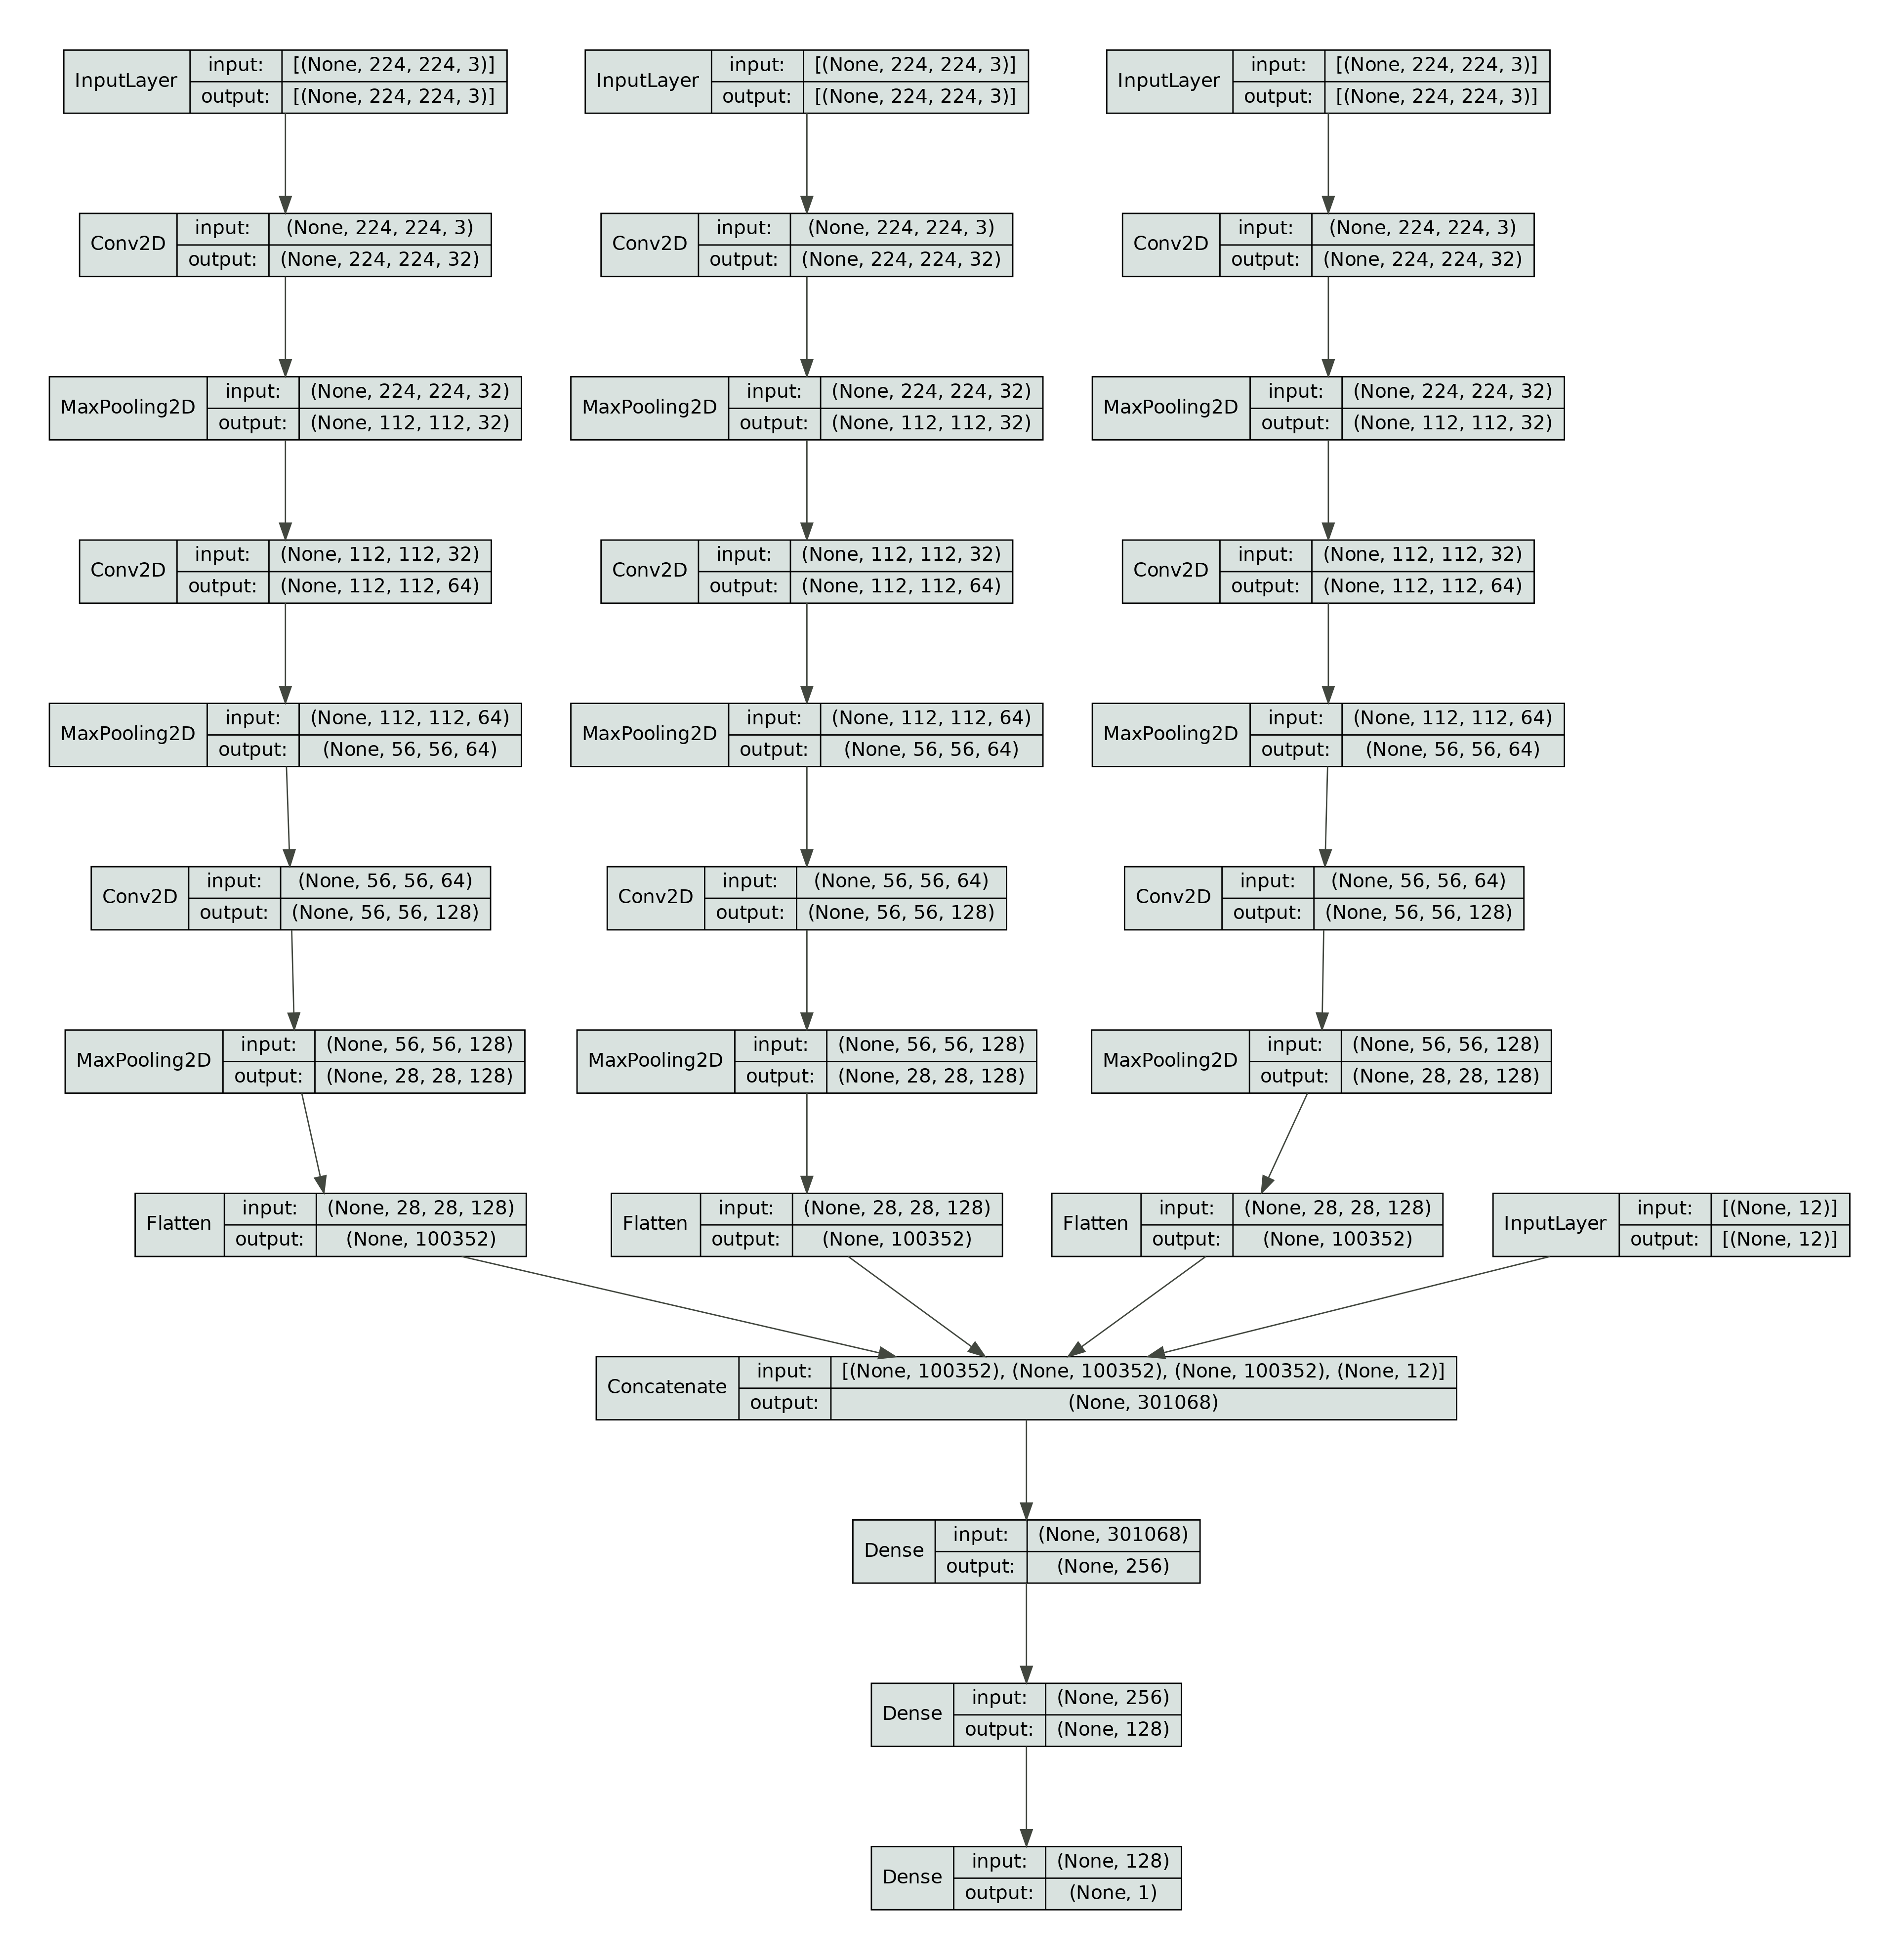 InputLayer input: [(None, 224, 224, 3)]
output: [(None, 224, 224, 3)]
InputLayer input: [(None, 224, 224, 3)]
output: [(None, 224, 224, 3)]
InputLayer input: [(None, 224, 224, 3)]
output: [(None, 224, 224, 3)]
Conv2D input: (None, 224, 224, 3)
output: (None, 224, 224, 32)
Conv2D input: (None, 224, 224, 3)
output: (None, 224, 224, 32)
Conv2D input: (None, 224, 224, 3)
output: (None, 224, 224, 32)
MaxPooling2D input: (None, 224, 224, 32)
output: (None, 112, 112, 32)
MaxPooling2D input: (None, 224, 224, 32)
output: (None, 112, 112, 32)
MaxPooling2D input: (None, 224, 224, 32)
output: (None, 112, 112, 32)
Conv2D input: (None, 112, 112, 32)
output: (None, 112, 112, 64)
Conv2D input: (None, 112, 112, 32)
output: (None, 112, 112, 64)
Conv2D input: (None, 112, 112, 32)
output: (None, 112, 112, 64)
MaxPooling2D input: (None, 112, 112, 64)
output: (None, 56, 56, 64)
MaxPooling2D input: (None, 112, 112, 64)
output: (None, 56, 56, 64)
MaxPooling2D input: (None, 112, 112, 64)
output: (None, 56, 56, 64)
Conv2D input: (None, 56, 56, 64)
output: (None, 56, 56, 128)
Conv2D input: (None, 56, 56, 64)
output: (None, 56, 56, 128)
Conv2D input: (None, 56, 56, 64)
output: (None, 56, 56, 128)
MaxPooling2D input: (None, 56, 56, 128)
output: (None, 28, 28, 128)
MaxPooling2D input: (None, 56, 56, 128)
output: (None, 28, 28, 128)
MaxPooling2D input: (None, 56, 56, 128)
output: (None, 28, 28, 128)
Flatten input: (None, 28, 28, 128)
output: (None, 100352)
Flatten input: (None, 28, 28, 128)
output: (None, 100352)
Flatten input: (None, 28, 28, 128)
output: (None, 100352)
InputLayer input: [(None, 12)]
output: [(None, 12)]
Concatenate input: [(None, 100352), (None, 100352), (None, 100352), (None, 12)]
output: (None, 301068)
Dense input: (None, 301068)
output: (None, 256)
Dense input: (None, 256)
output: (None, 128)
Dense input: (None, 128)
output: (None, 1)